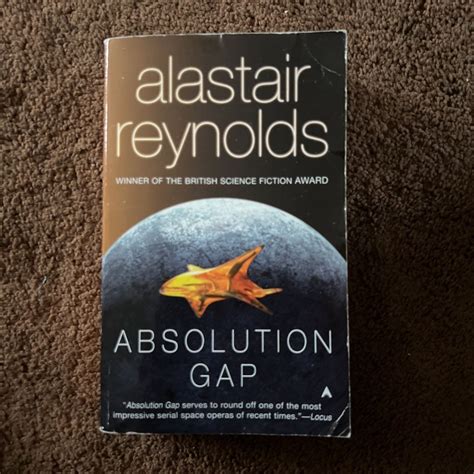 alastair
reynolds
WINNER OF THE BRITISH SCIENCE FICTION AWARD
ABSOLUTION
GAP
"Absolution Gap serves to round off one of the most
impressive serial space operas of recent times."—Locus